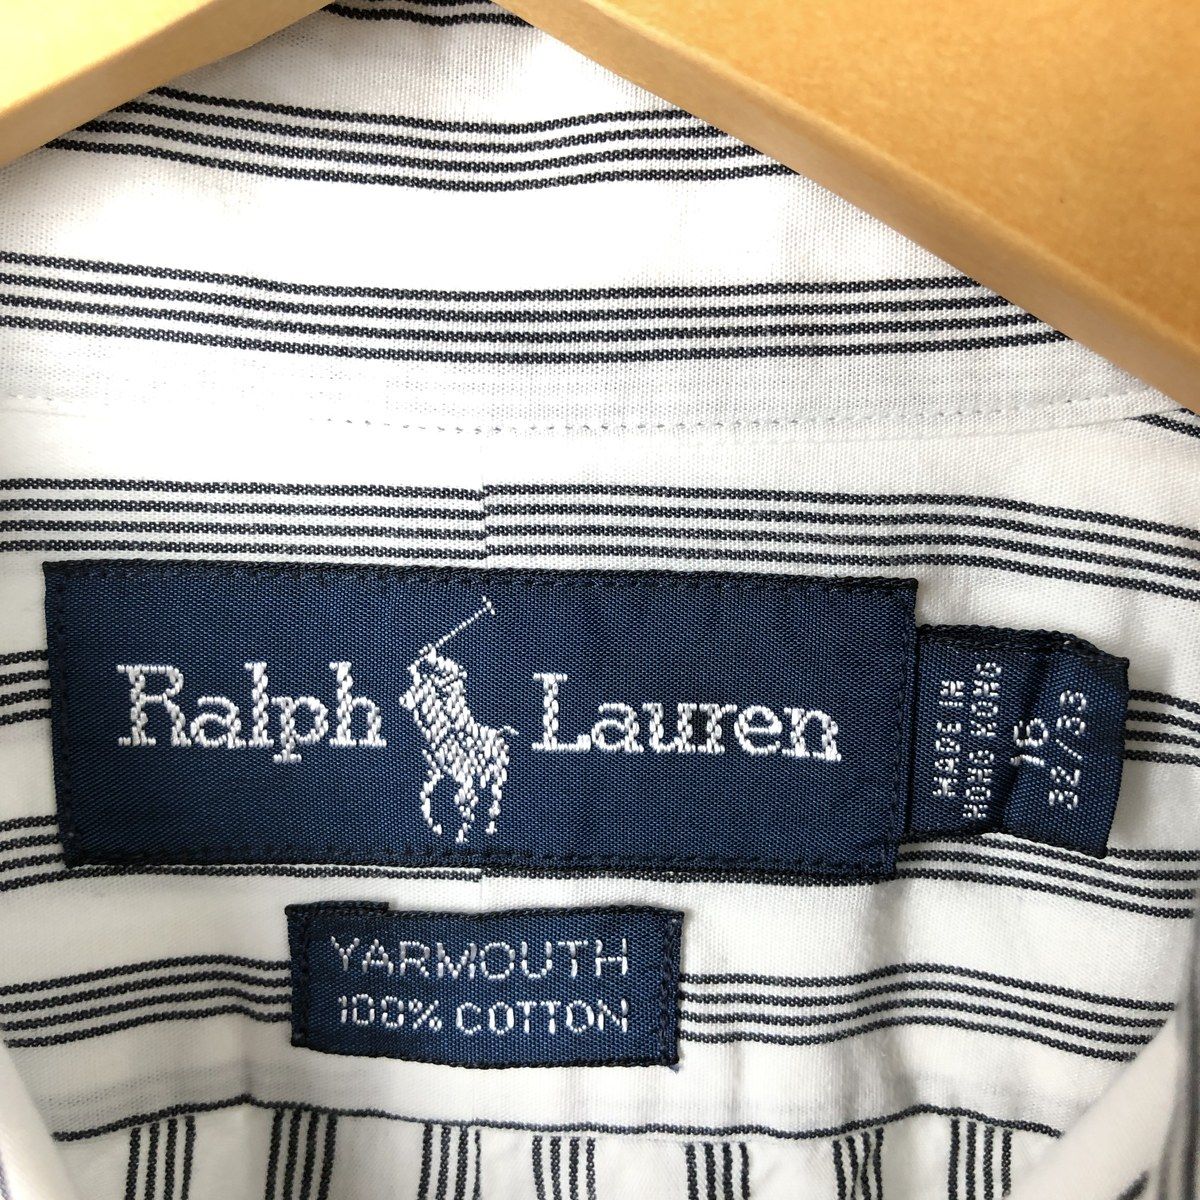 Ralph Lauren
MADE IN
HONG KONG
16
32/33
YARMOUTH
100% COTTON